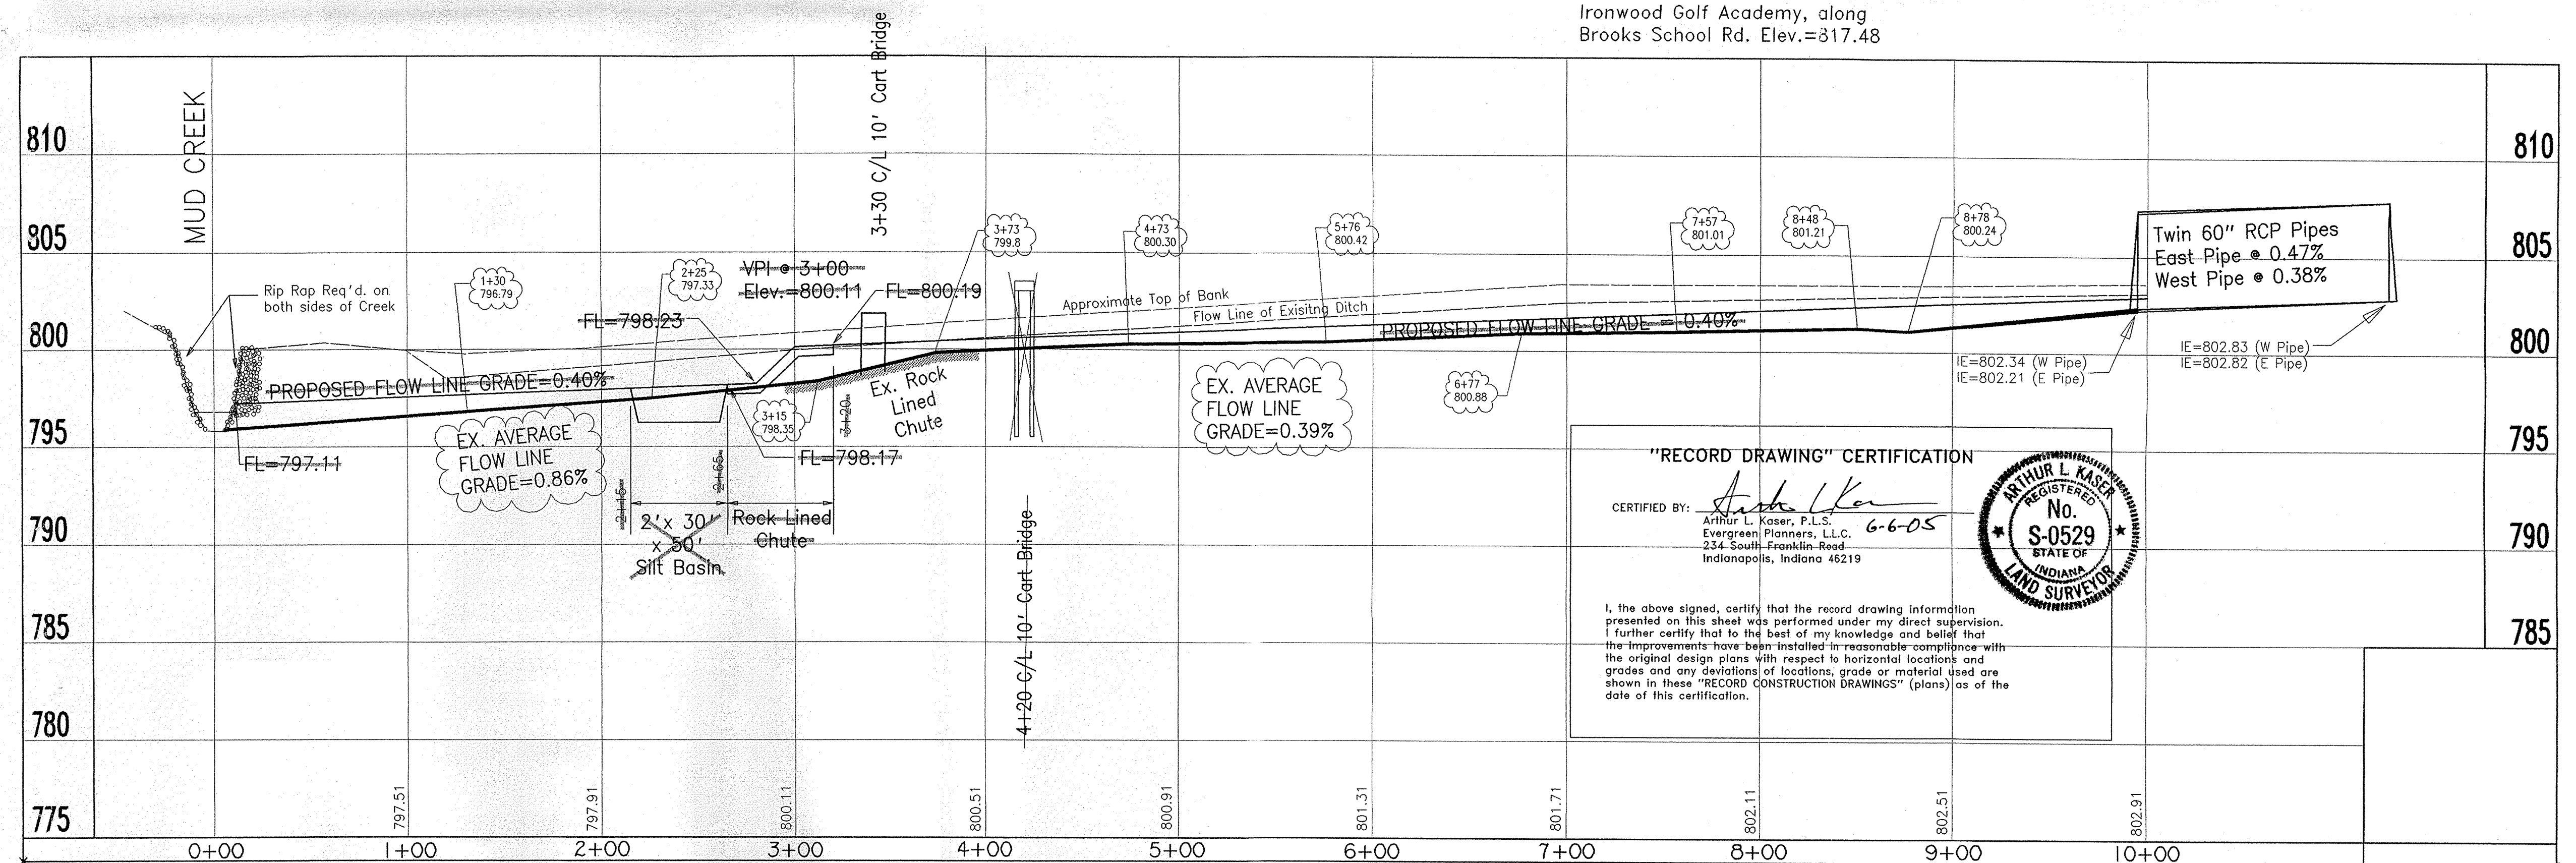 Ironwood Golf Academy, along
Brooks School Rd. Elev.=817.48
MUD CREEK
3+30 C/L 10' Cart Bridge
810
805
800
795
790
785
780
775
810
805
800
795
790
785
Rip Rap Req'd. on
both sides of Creek
1+30
796.79
2+25
797.33
VPI @ 3+00
Elev.=800.11
FL=800.19
FL=798.23
3+73
799.8
4+73
800.30
5+76
800.42
7+57
801.01
8+48
801.21
8+78
800.24
Twin 60" RCP Pipes
East Pipe @ 0.47%
West Pipe @ 0.38%
Approximate Top of Bank
Flow Line of Exisitng Ditch
PROPOSED FLOW LINE GRADE = 0.40%
PROPOSED FLOW LINE GRADE=0.40%
IE=802.34 (W Pipe)
IE=802.21 (E Pipe)
IE=802.83 (W Pipe)
IE=802.82 (E Pipe)
FL=797.11
EX. AVERAGE
FLOW LINE
GRADE=0.86%
3+15
798.35
3+20
Ex. Rock
Lined
Chute
FL=798.17
EX. AVERAGE
FLOW LINE
GRADE=0.39%
6+77
800.88
2+15
2+65
2'x 30'
x 50'
Silt Basin
Rock Lined
Chute
4+20 C/L 10' Cart Bridge
"RECORD DRAWING" CERTIFICATION
CERTIFIED BY:
Arthur L. Kaser, P.L.S.
6-6-05
Evergreen Planners, L.L.C.
234 South Franklin Road
Indianapolis, Indiana 46219
ARTHUR L. KASER
REGISTERED
No.
S-0529
STATE OF
INDIANA
LAND SURVEYOR
I, the above signed, certify that the record drawing information
presented on this sheet was performed under my direct supervision.
I further certify that to the best of my knowledge and belief that
the improvements have been installed in reasonable compliance with
the original design plans with respect to horizontal locations and
grades and any deviations of locations, grade or material used are
shown in these "RECORD CONSTRUCTION DRAWINGS" (plans) as of the
date of this certification.
797.51
797.91
800.11
800.51
800.91
801.31
801.71
802.11
802.51
802.91
0+00
1+00
2+00
3+00
4+00
5+00
6+00
7+00
8+00
9+00
10+00